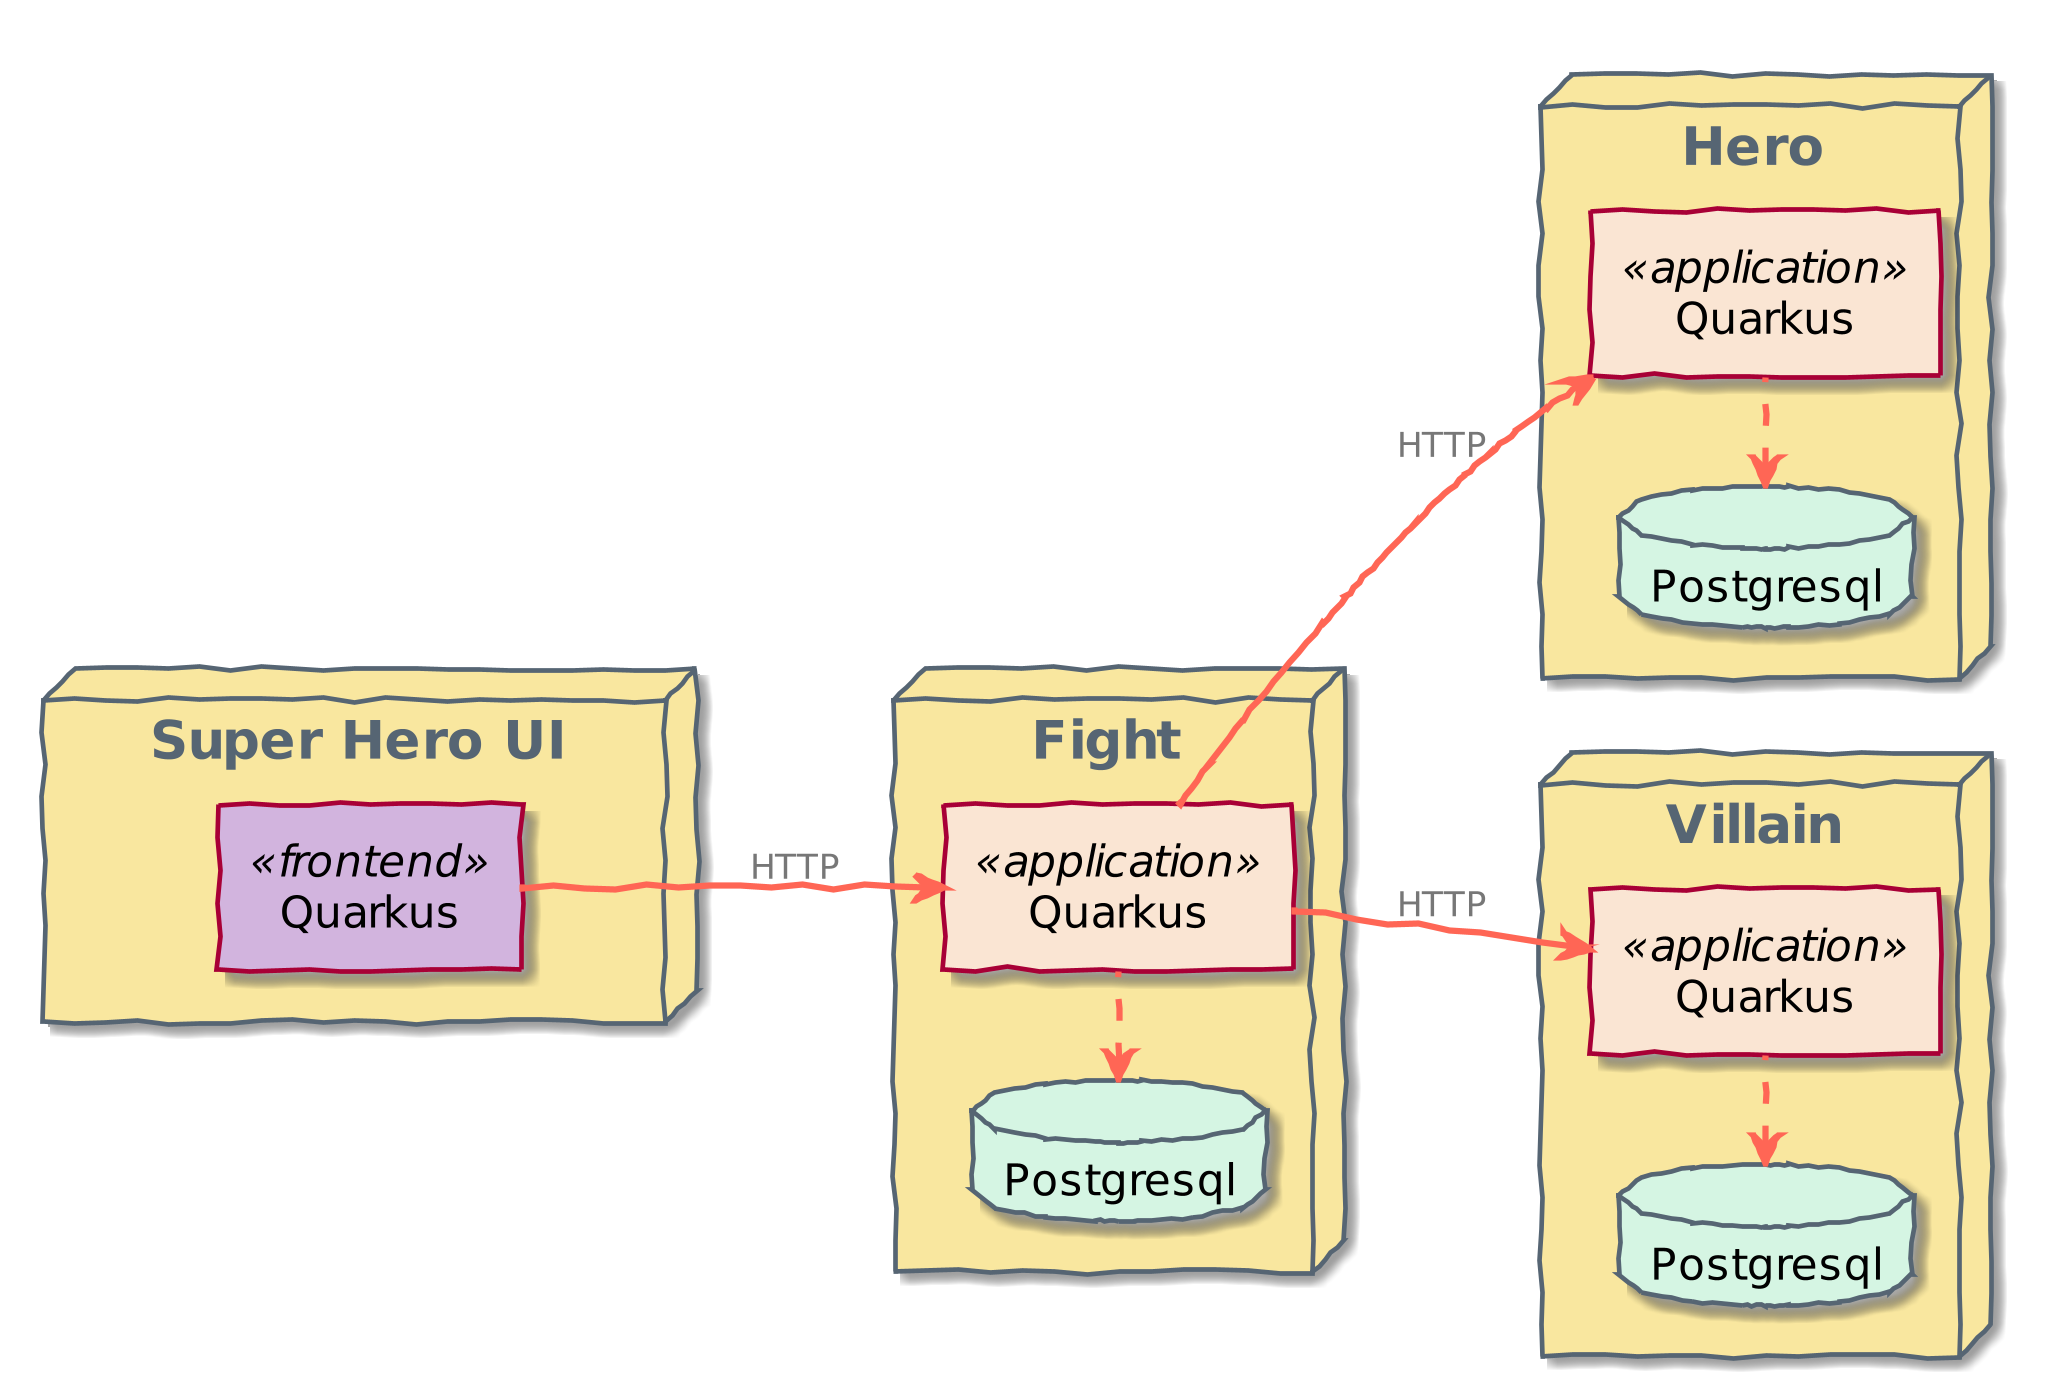 Super Hero UI
«frontend»
Quarkus
HTTP
Fight
«application»
Quarkus
Postgresql
HTTP
Hero
«application»
Quarkus
Postgresql
HTTP
Villain
«application»
Quarkus
Postgresql